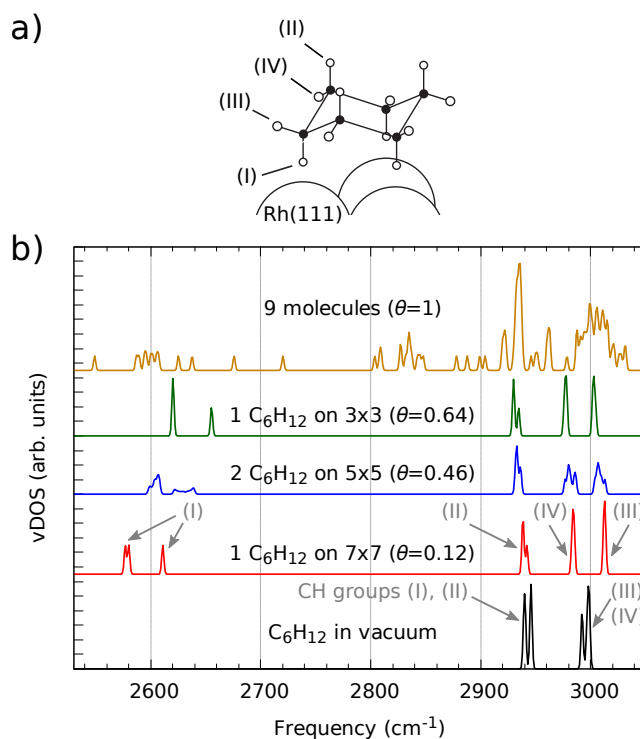 a)
(II)
(IV)
(III)
(I)
Rh(111)
b)
9 molecules (θ=1)
1 C₆H₁₂ on 3x3 (θ=0.64)
2 C₆H₁₂ on 5x5 (θ=0.46)
(I)
(II)
(IV)
(III)
1 C₆H₁₂ on 7x7 (θ=0.12)
CH groups (I), (II)
(III)
(IV)
C₆H₁₂ in vacuum
vDOS (arb. units)
2600 2700 2800 2900 3000
Frequency (cm⁻¹)